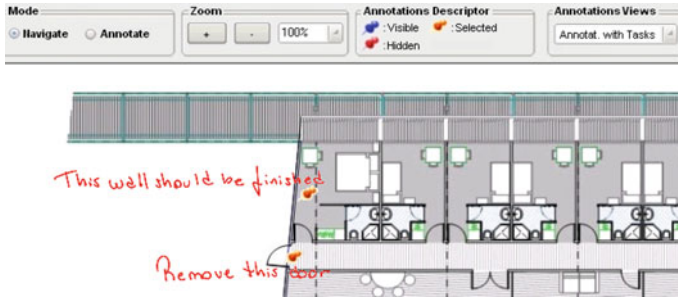 Mode
Navigate
Annotate
Zoom
+
-
100%
Annotations Descriptor
:Visible
:Selected
:Hidden
Annotations Views
Annotat. with Tasks
This wall should be finished
Remove this door